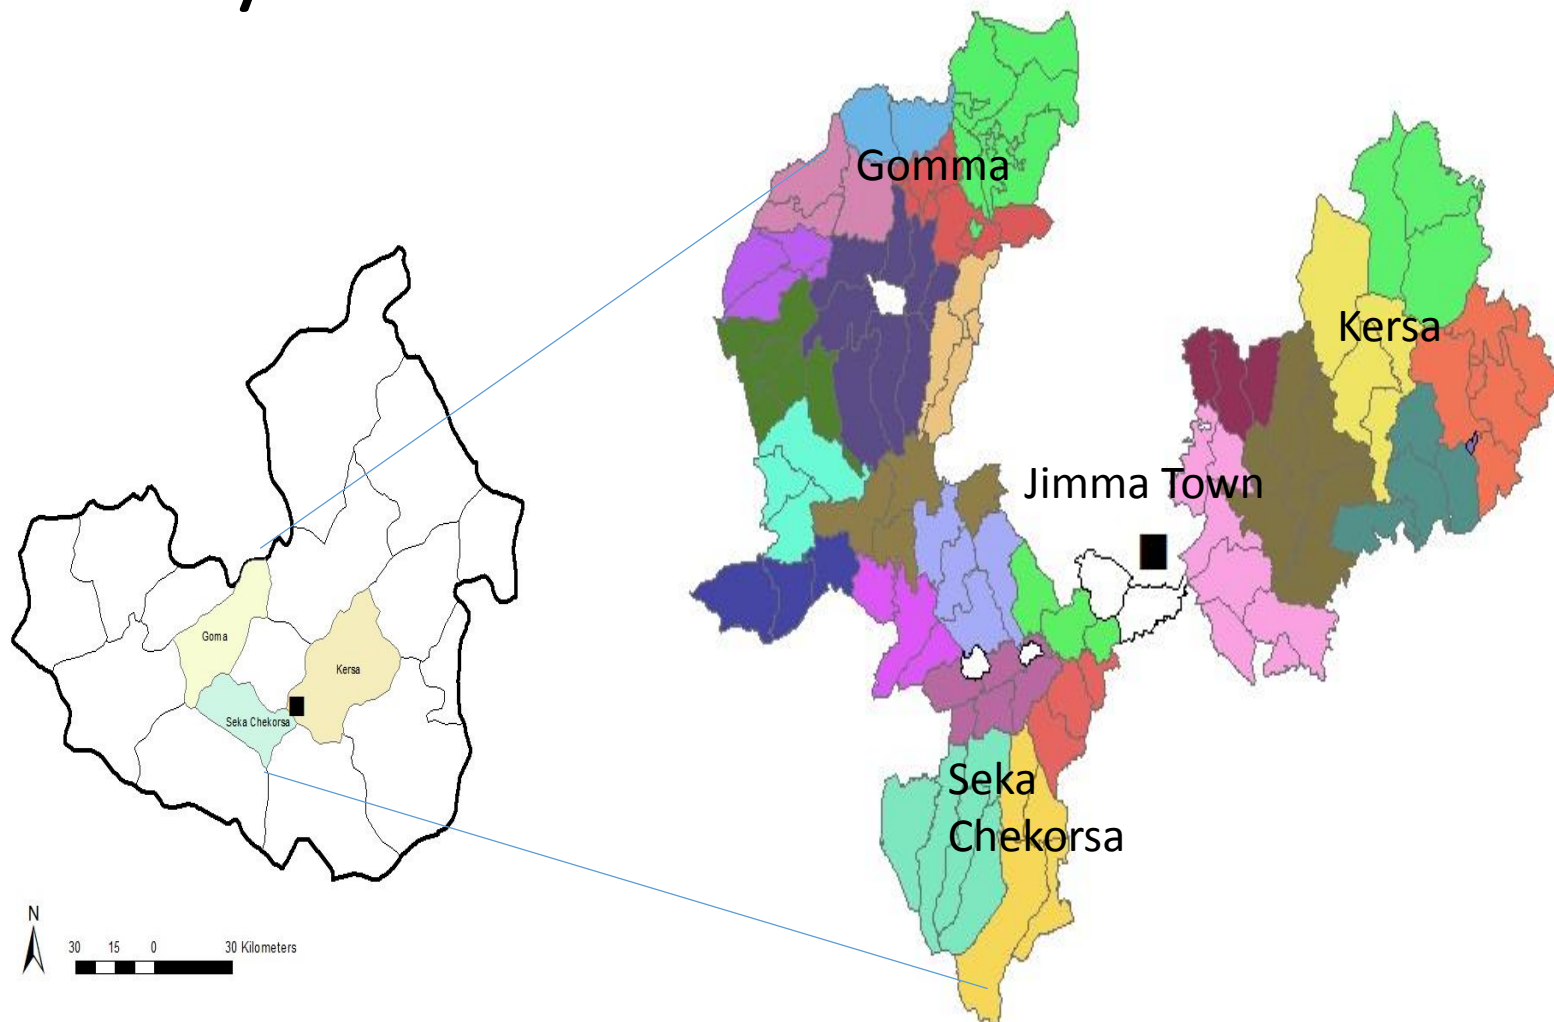 Gomma
Kersa
Jimma Town
Seka
Chekorsa
Goma
Kersa
Seka Chekorsa
N
30 15 0 30 Kilometers